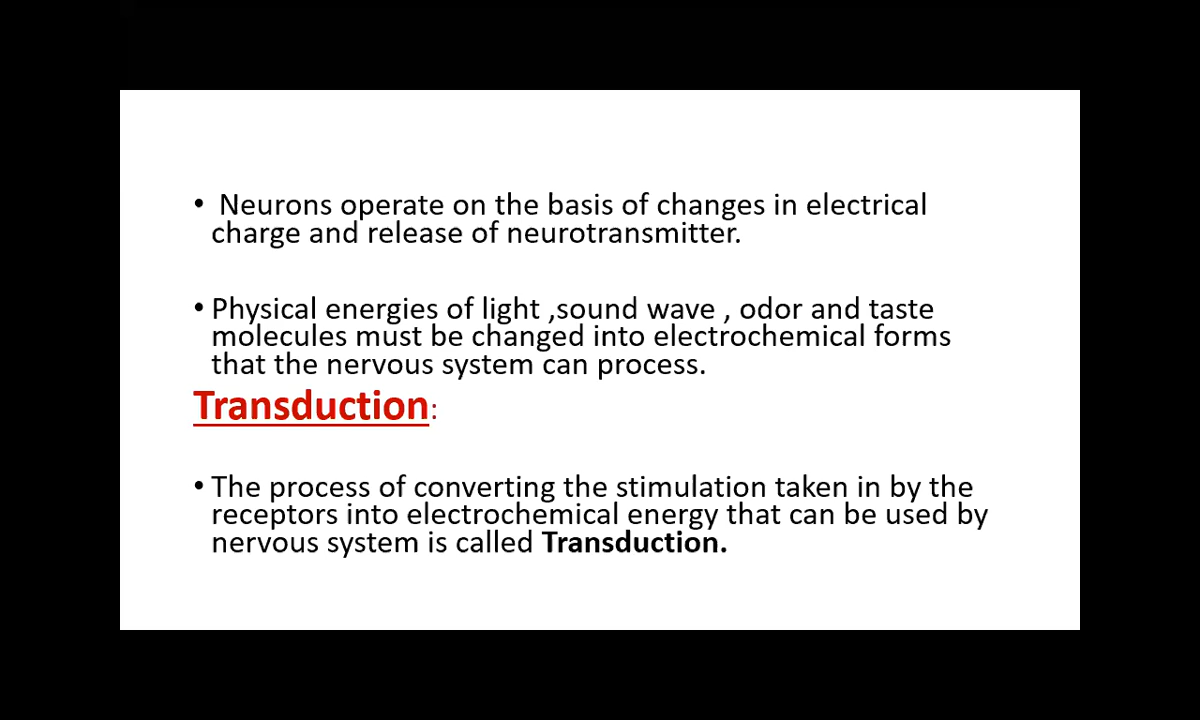 • Neurons operate on the basis of changes in electrical
charge and release of neurotransmitter.
• Physical energies of light ,sound wave , odor and taste
molecules must be changed into electrochemical forms
that the nervous system can process.
Transduction:
• The process of converting the stimulation taken in by the
receptors into electrochemical energy that can be used by
nervous system is called Transduction.